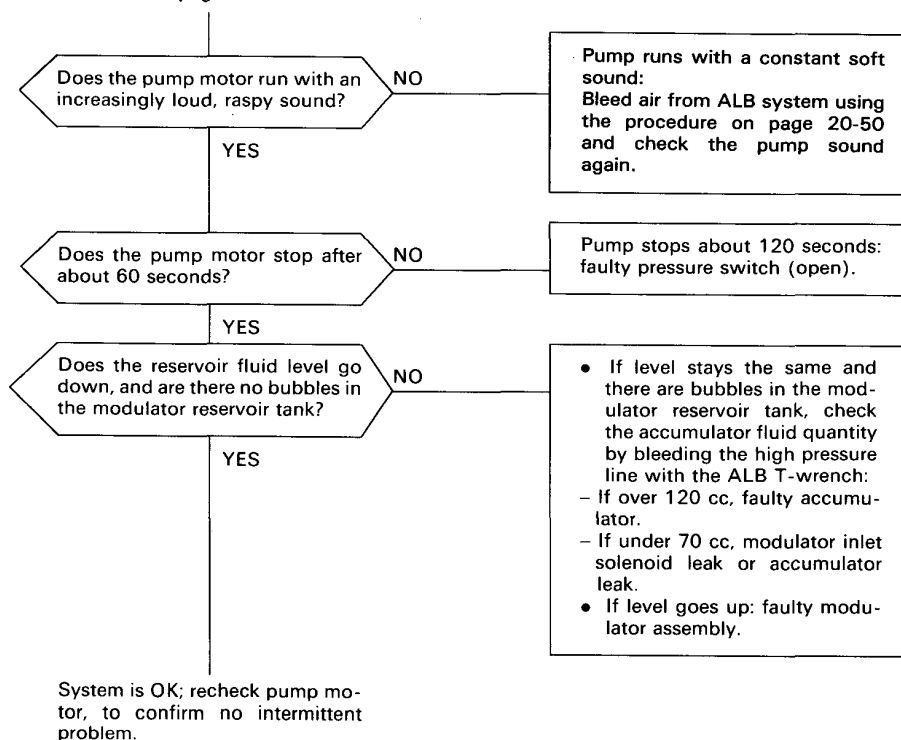 Does the pump motor run with an
increasingly loud, raspy sound?
NO
Pump runs with a constant soft
sound:
Bleed air from ALB system using
the procedure on page 20-50
and check the pump sound
again.
YES
Does the pump motor stop after
about 60 seconds?
NO
Pump stops about 120 seconds:
faulty pressure switch (open).
YES
Does the reservoir fluid level go
down, and are there no bubbles in
the modulator reservoir tank?
NO
● If level stays the same and
there are bubbles in the mod-
ulator reservoir tank, check
the accumulator fluid quantity
by bleeding the high pressure
line with the ALB T-wrench:
– If over 120 cc, faulty accumu-
lator.
– If under 70 cc, modulator inlet
solenoid leak or accumulator
leak.
● If level goes up: faulty modu-
lator assembly.
YES
System is OK; recheck pump mo-
tor, to confirm no intermittent
problem.